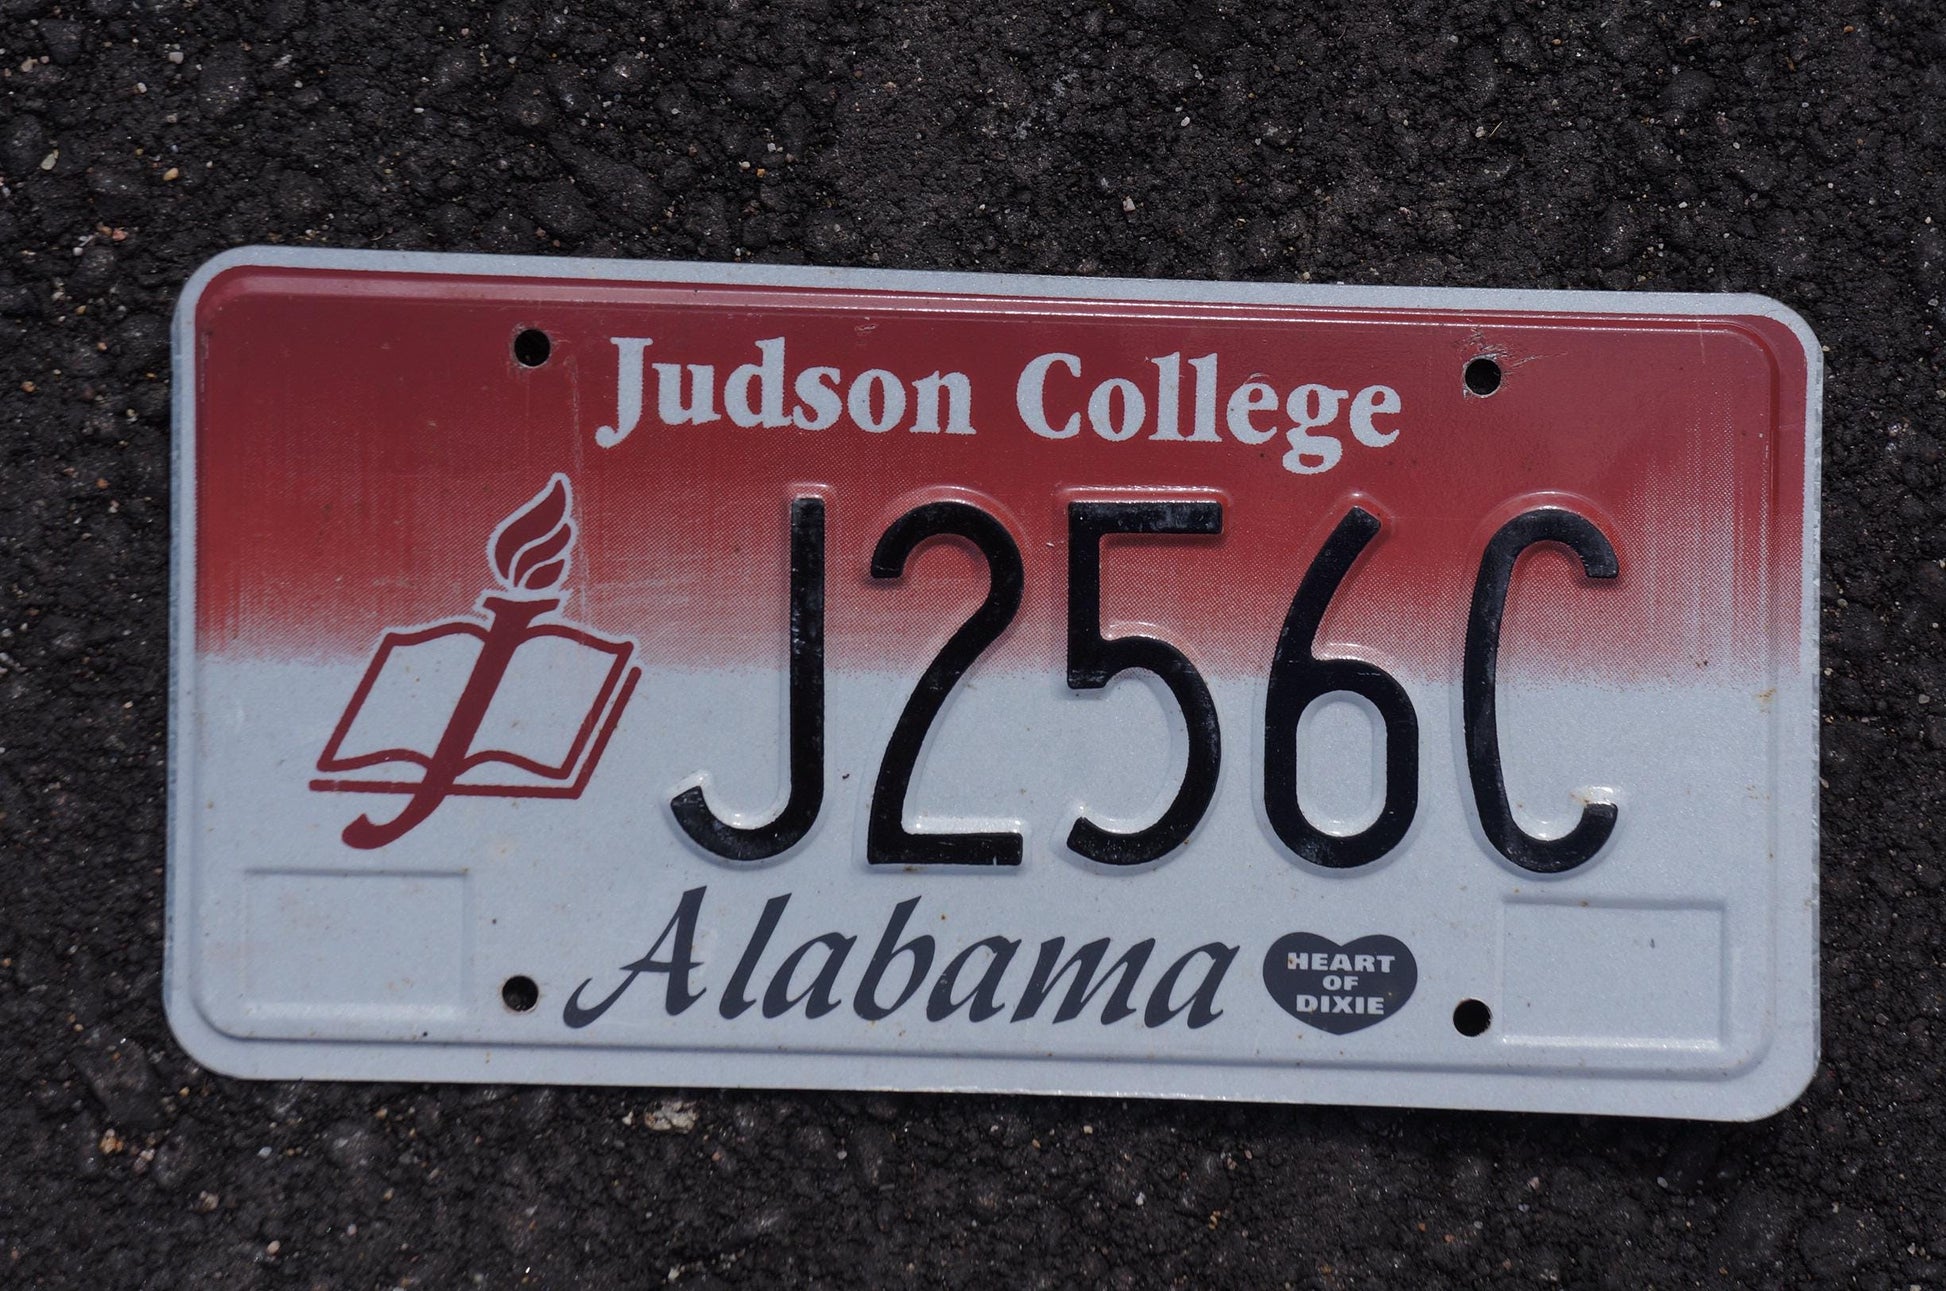 Judson College
J256C
Alabama
HEART
OF
DIXIE